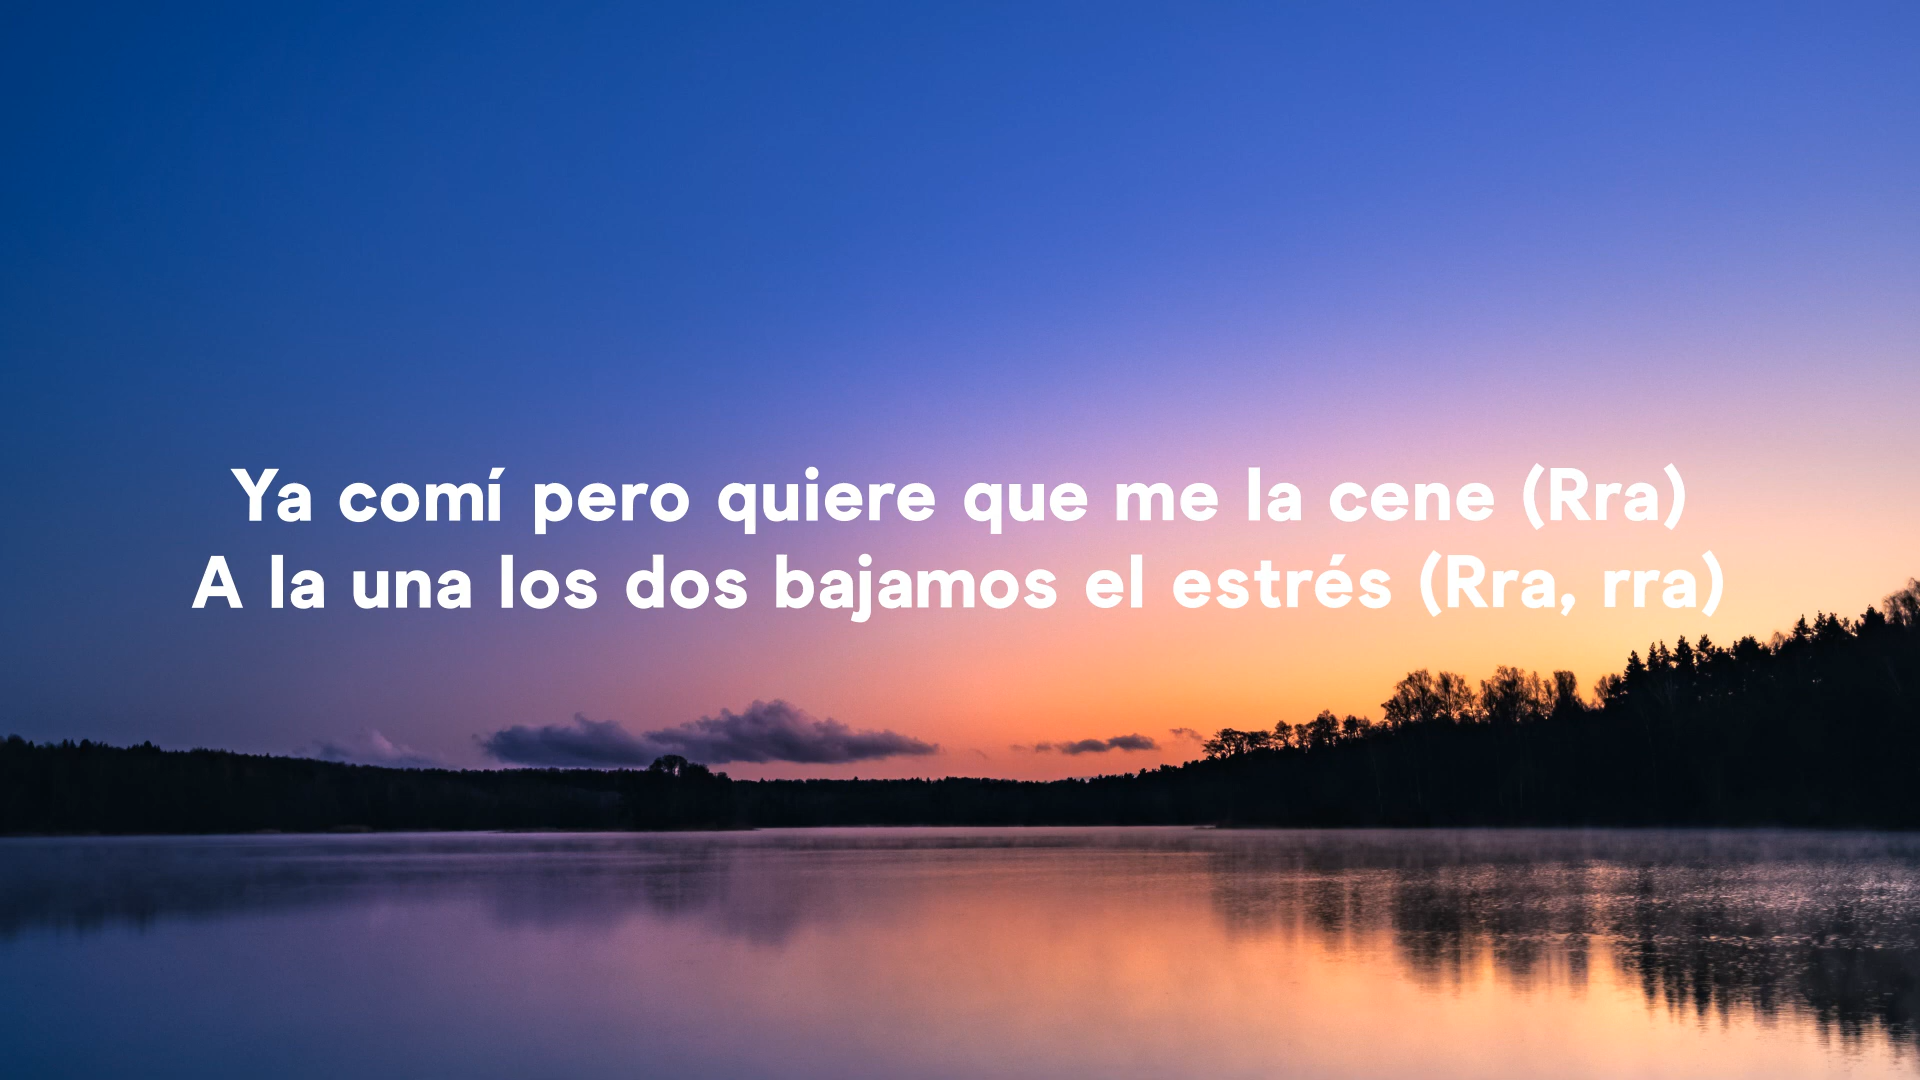 Ya comí pero quiere que me la cene (Rra)
A la una los dos bajamos el estrés (Rra, rra)